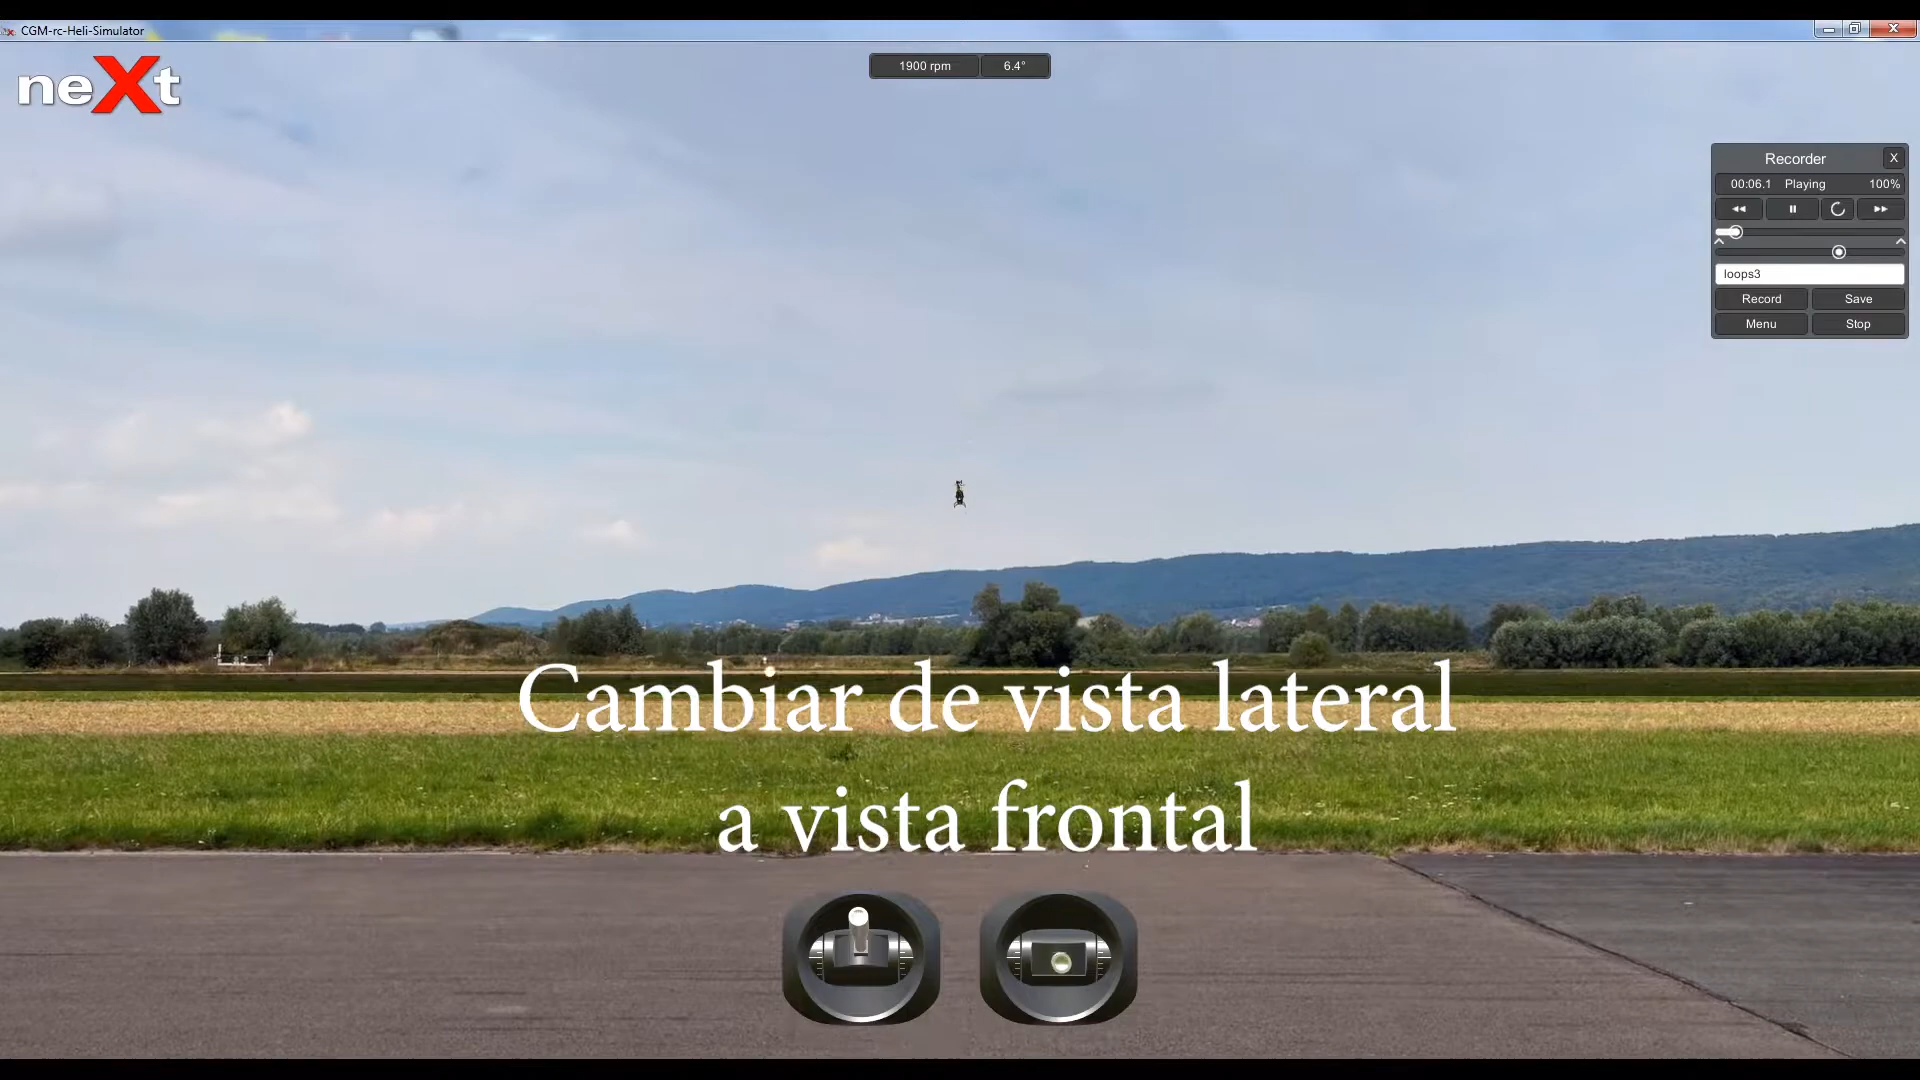 CGM-rc-Heli-Simulator
neXt
1900 rpm 6.4°
Recorder X
00:06.1 Playing 100%
loops3
Record Save
Menu Stop
Cambiar de vista lateral
a vista frontal